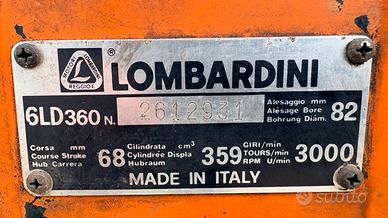 MOTORI
LOMBARDINI
REGGIO E
® LOMBARDINI
6LD360 N. 2612931 Alesaggio mm
Alésage Bore
Bohrung Diám. 82
Corsa mm
Course Stroke
Hub Carrera 68 Cilindrata cm³
Cylindrée Displa
Hubraum 359 GIRI/min
TOURS/min
RPM U/min 3000
MADE IN ITALY
subito